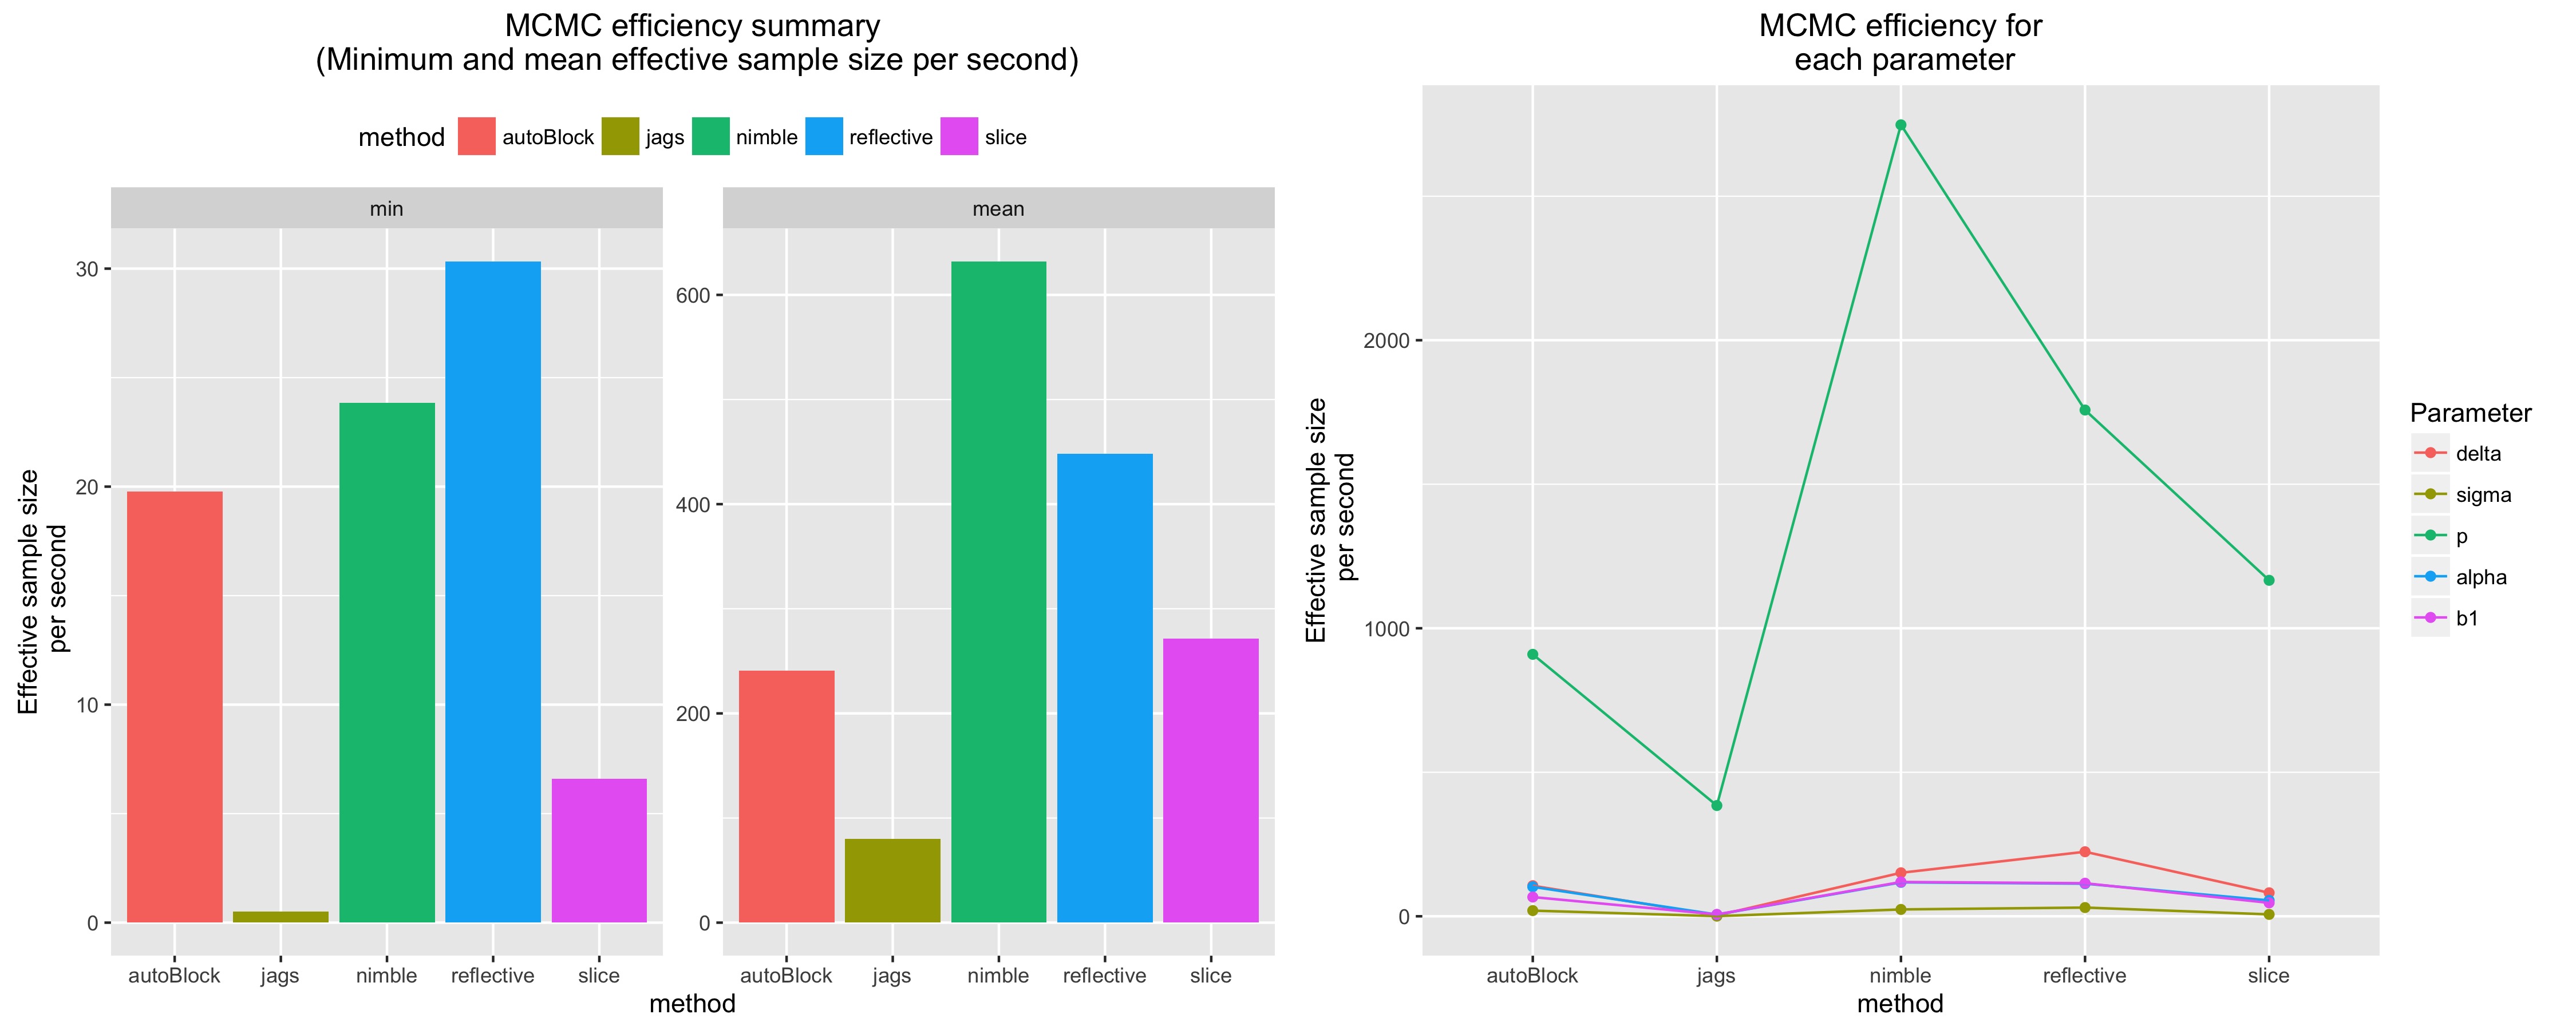 MCMC efficiency summary
(Minimum and mean effective sample size per second)
method autoBlock jags nimble reflective slice
min
mean
Effective sample size
per second
30
20
10
0
600
400
200
0
autoBlock jags nimble reflective slice
autoBlock jags nimble reflective slice
method
MCMC efficiency for
each parameter
Effective sample size
per second
2000
1000
0
autoBlock jags nimble reflective slice
method
Parameter
delta
sigma
p
alpha
b1